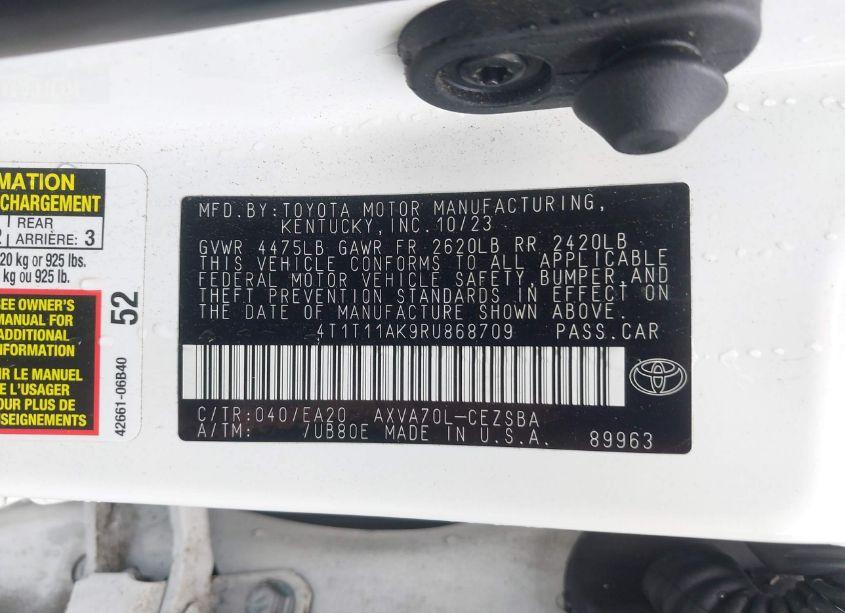 MATION
CHARGEMENT
REAR
ARRIÈRE: 3
20 kg or 925 lbs.
kg ou 925 lb.
SEE OWNER'S
MANUAL FOR
ADDITIONAL
INFORMATION
LE MANUEL
L'USAGER
POUR PLUS DE
52
42661-06B40
MFD.BY:TOYOTA MOTOR MANUFACTURING,
KENTUCKY,INC.10/23
GVWR 4475LB GAWR FR 2620LB RR 2420LB
THIS VEHICLE CONFORMS TO ALL APPLICABLE
FEDERAL MOTOR VEHICLE SAFETY,BUMPER,AND
THEFT PREVENTION STANDARDS IN EFFECT ON
THE DATE OF MANUFACTURE SHOWN ABOVE.
4T1T11AK9RU868709 PASS.CAR
C/TR:040/EA20 AXVA70L-CEZSBA
A/TM: /UB80E MADE IN U.S.A. 89963